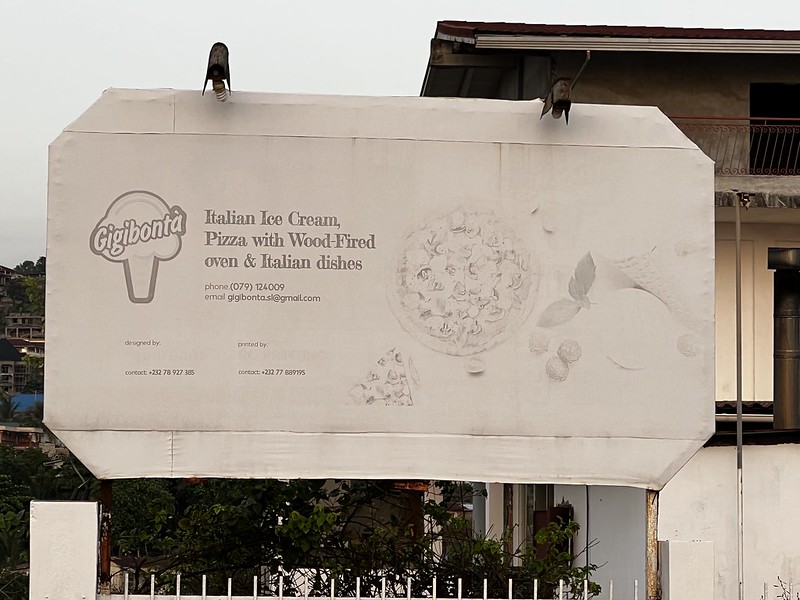 Gigibontà
Italian Ice Cream,
Pizza with Wood-Fired
oven & Italian dishes
phone.(079) 124009
email gigibonta.sl@gmail.com
designed by:
printed by:
contact: +232 78 927 385
contact: +232 77 889195